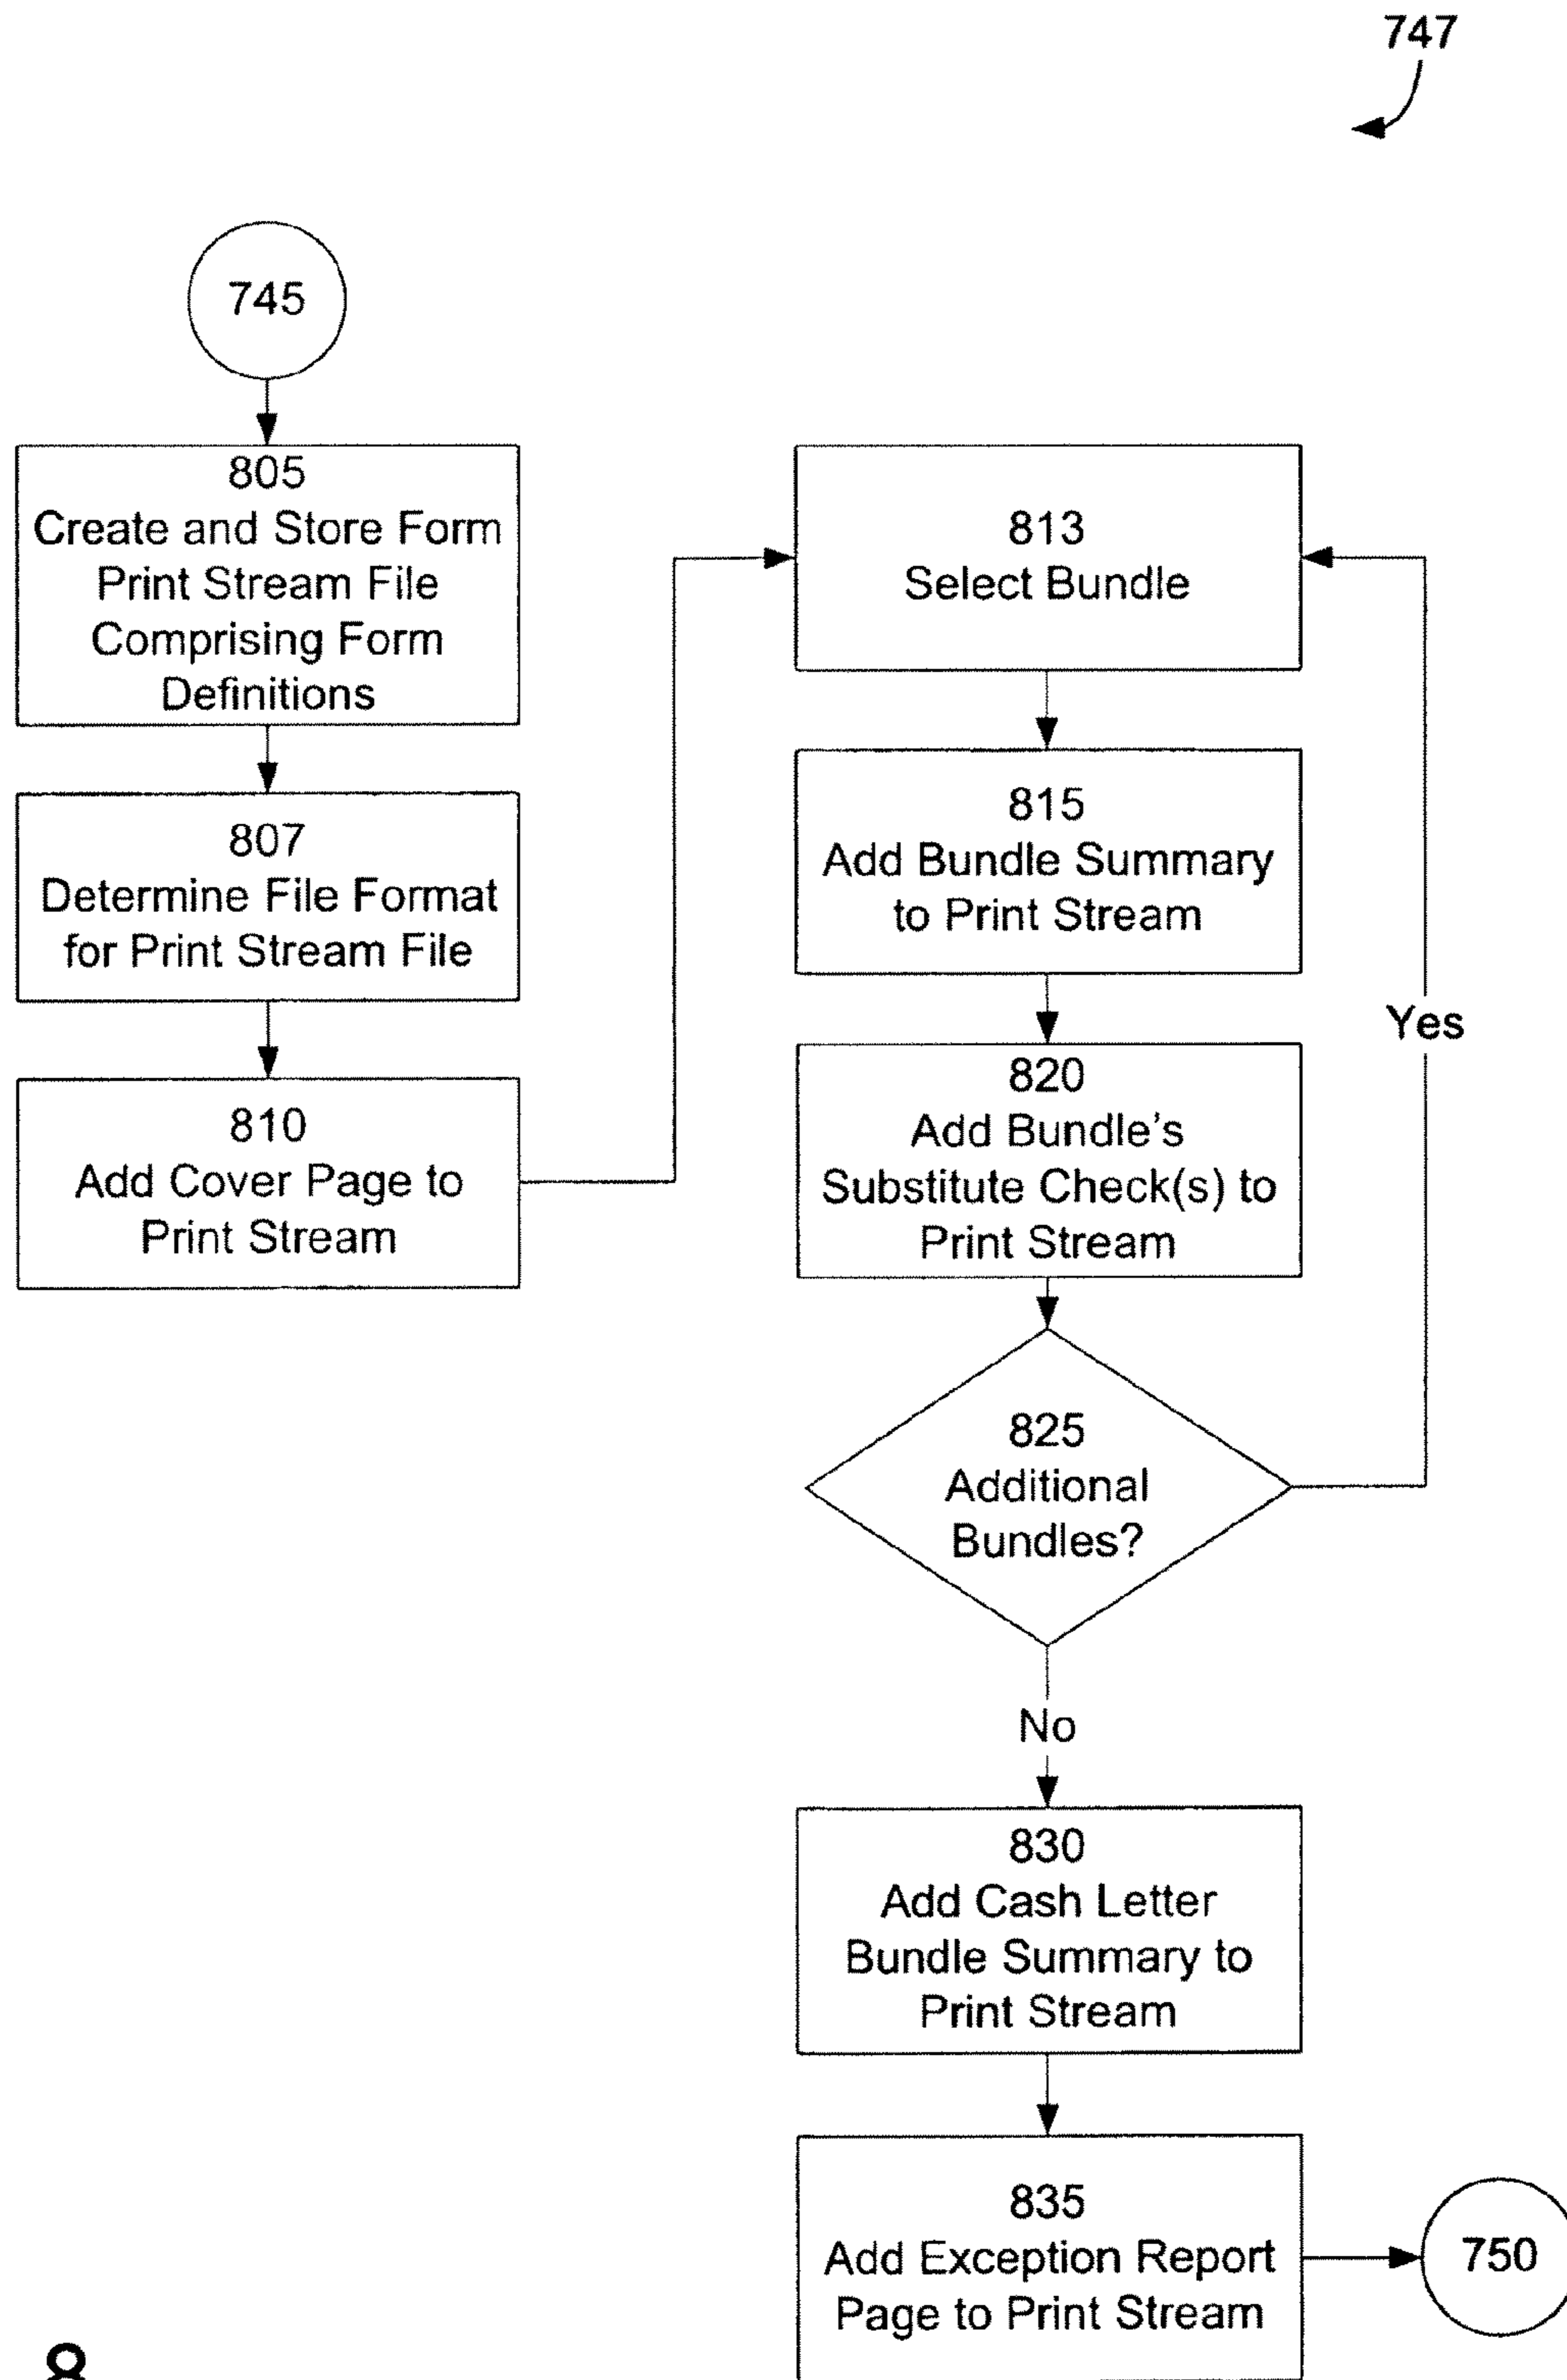 747
745
805
Create and Store Form
Print Stream File
Comprising Form
Definitions
807
Determine File Format
for Print Stream File
810
Add Cover Page to
Print Stream
813
Select Bundle
815
Add Bundle Summary
to Print Stream
820
Add Bundle's
Substitute Check(s) to
Print Stream
825
Additional
Bundles?
Yes
No
830
Add Cash Letter
Bundle Summary to
Print Stream
835
Add Exception Report
Page to Print Stream
750
8